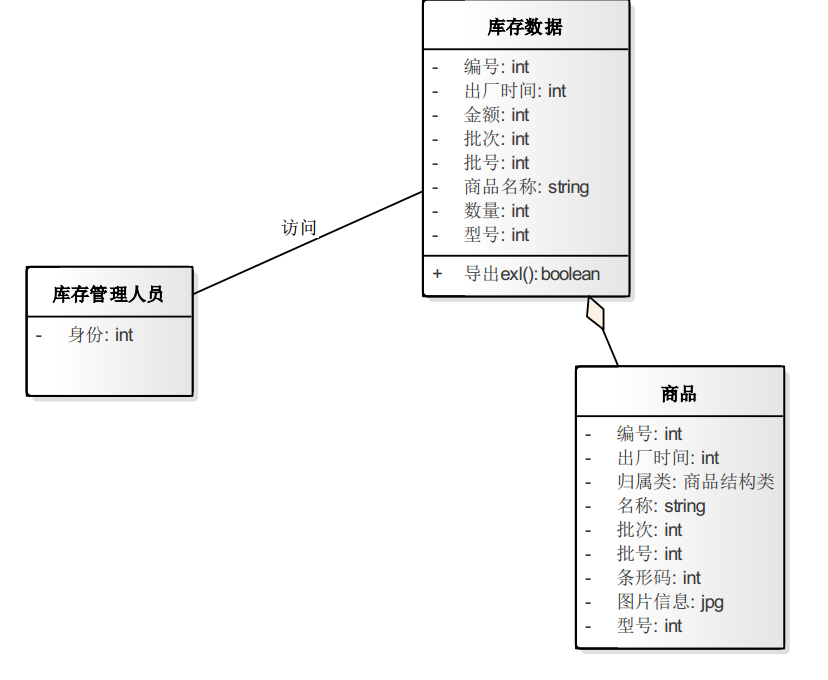 库存数据
- 编号: int
- 出厂时间: int
- 金额: int
- 批次: int
- 批号: int
- 商品名称: string
- 数量: int
- 型号: int
+ 导出exl(): boolean
访问
库存管理人员
- 身份: int
商品
- 编号: int
- 出厂时间: int
- 归属类: 商品结构类
- 名称: string
- 批次: int
- 批号: int
- 条形码: int
- 图片信息: jpg
- 型号: int